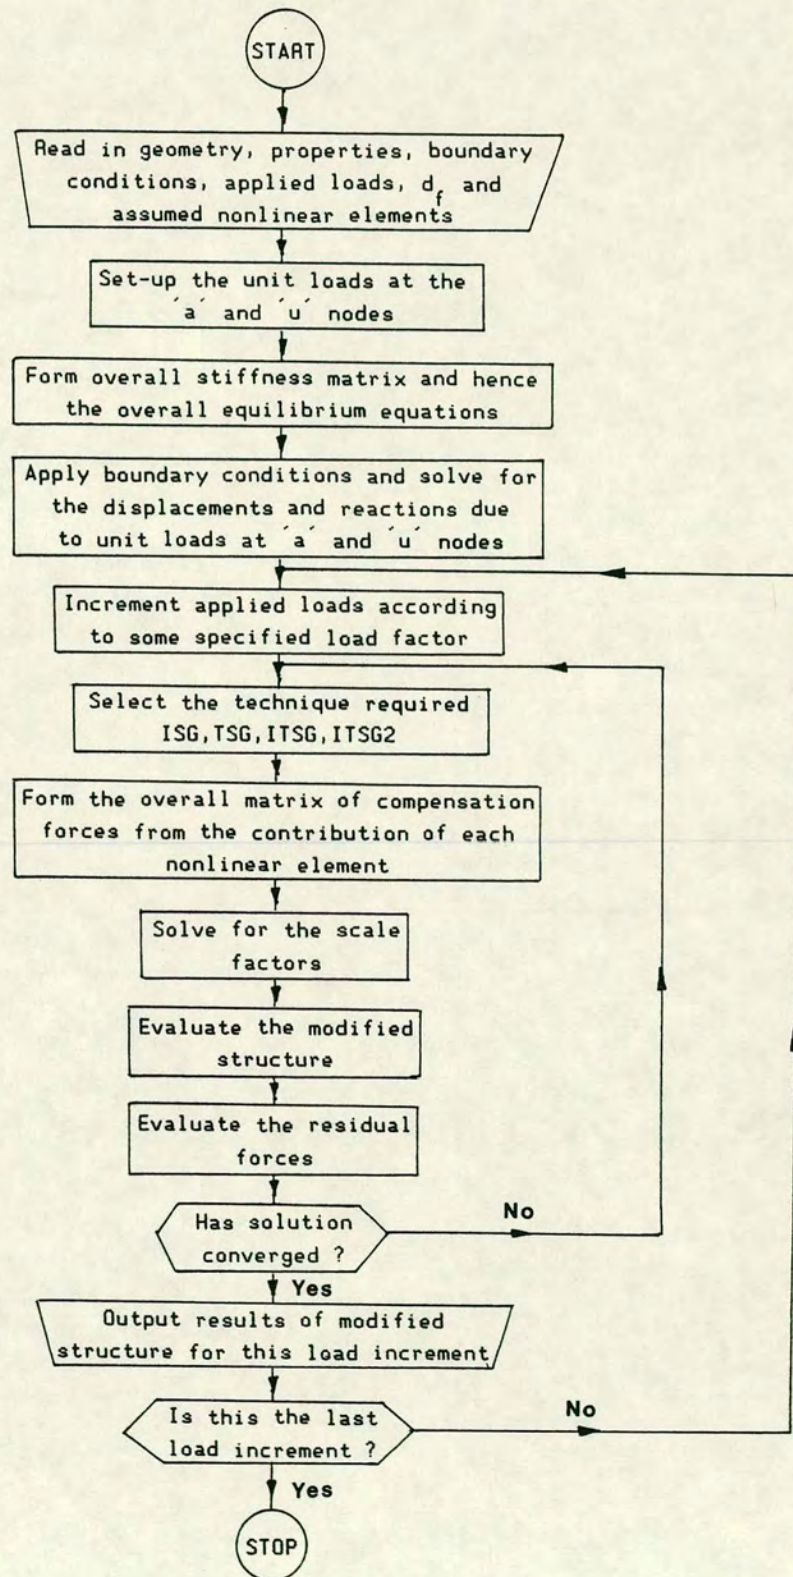 START
Read in geometry, properties, boundary
conditions, applied loads, d_f and
assumed nonlinear elements
Set-up the unit loads at the
´a´ and ´u´ nodes
Form overall stiffness matrix and hence
the overall equilibrium equations
Apply boundary conditions and solve for
the displacements and reactions due
to unit loads at ´a´ and ´u´ nodes
Increment applied loads according
to some specified load factor
Select the technique required
ISG,TSG,ITSG,ITSG2
Form the overall matrix of compensation
forces from the contribution of each
nonlinear element
Solve for the scale
factors
Evaluate the modified
structure
Evaluate the residual
forces
Has solution
converged ?
No
Yes
Output results of modified
structure for this load increment
Is this the last
load increment ?
No
Yes
STOP